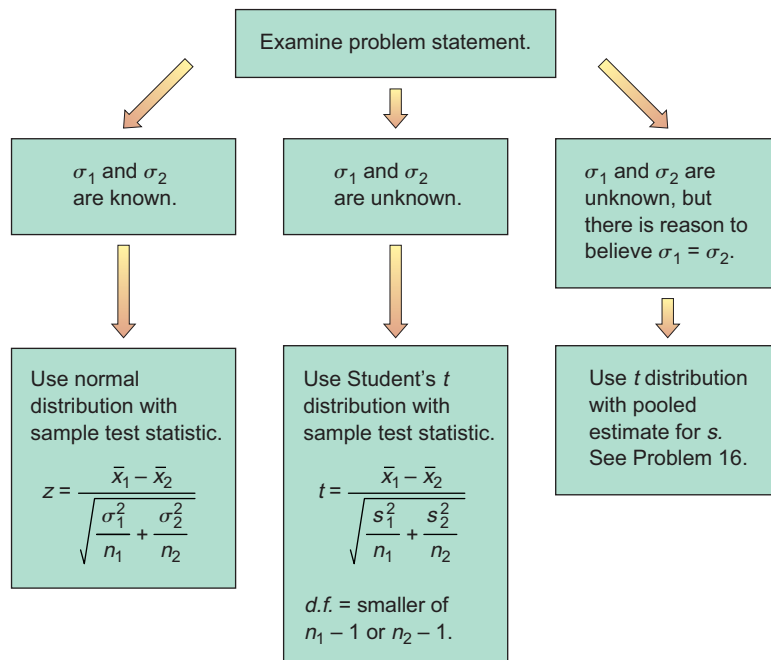 Examine problem statement.
σ₁ and σ₂
are known.
σ₁ and σ₂
are unknown.
σ₁ and σ₂ are
unknown, but
there is reason to
believe σ₁ = σ₂.
Use normal
distribution with
sample test statistic.
z = (x̄₁ – x̄₂) / √(σ₁²/n₁ + σ₂²/n₂)
Use Student’s t
distribution with
sample test statistic.
t = (x̄₁ – x̄₂) / √(s₁²/n₁ + s₂²/n₂)
d.f. = smaller of
n₁ – 1 or n₂ – 1.
Use t distribution
with pooled
estimate for s.
See Problem 16.